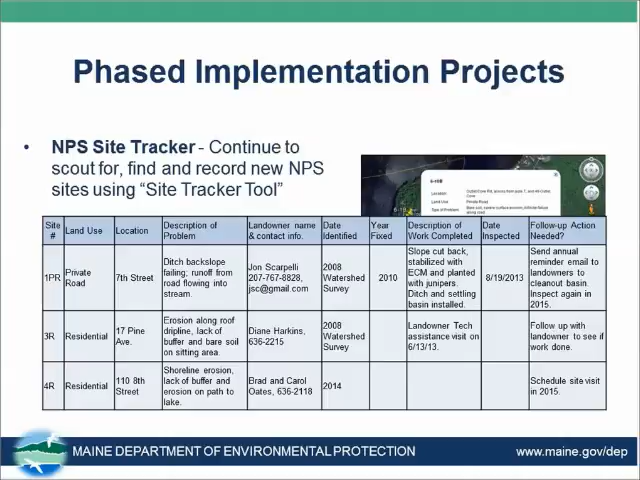 Phased Implementation Projects
• NPS Site Tracker - Continue to
scout for, find and record new NPS
sites using “Site Tracker Tool”
Site # | Land Use | Location | Description of Problem | Landowner name & contact info. | Date Identified | Year Fixed | Description of Work Completed | Date Inspected | Follow-up Action Needed?
1PR | Private Road | 7th Street | Ditch backslope failing; runoff from road flowing into stream. | Jon Scarpelli 207-767-8828, jsc@gmail.com | 2008 Watershed Survey | 2010 | Slope cut back, stabilized with ECM and planted with junipers. Ditch and settling basin installed. | 8/19/2013 | Send annual reminder email to landowners to cleanout basin. Inspect again in 2015.
3R | Residential | 17 Pine Ave. | Erosion along roof dripline, lack of buffer and bare soil on sitting area. | Diane Harkins, 636-2215 | 2008 Watershed Survey | Landowner Tech assistance visit on 6/13/13. | Follow up with landowner to see if work done.
4R | Residential | 110 8th Street | Shoreline erosion, lack of buffer and erosion on path to lake. | Brad and Carol Oates, 636-2118 | 2014 | Schedule site visit in 2015.
MAINE DEPARTMENT OF ENVIRONMENTAL PROTECTION
www.maine.gov/dep